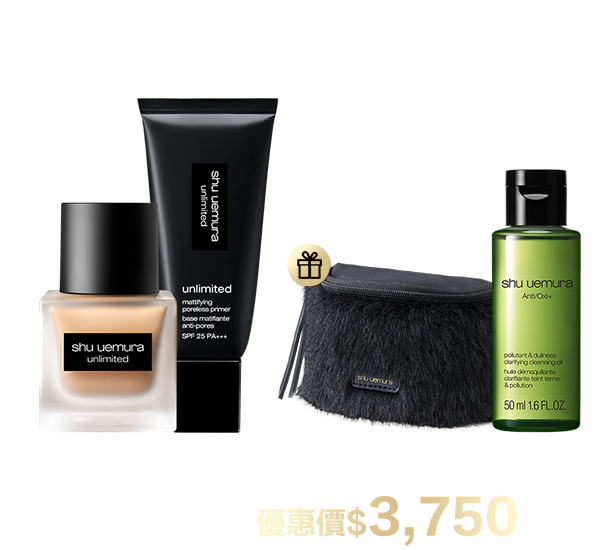 shu uemura
unlimited
shu uemura
unlimited
unlimited
mattifying
poreless primer
base matifiante
anti-pores
SPF 25 PA+++
shu uemura
shu uemura
Anti/Oxi+
pollutant & dullness
clarifying cleansing oil
huile démaquillante
clarifiante teint terne
& pollution
50 ml 1.6 FL.OZ.
優惠價$3,750